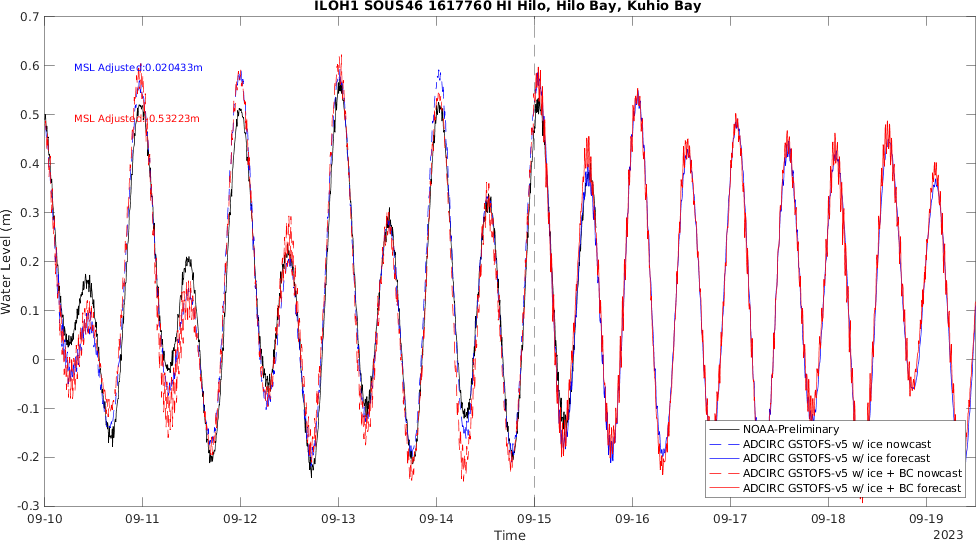 ILOH1 SOUS46 1617760 HI Hilo, Hilo Bay, Kuhio Bay
0.7
0.6
0.5
0.4
0.3
0.2
0.1
0
-0.1
-0.2
-0.3
Water Level (m)
MSL Adjusted:0.020433m
MSL Adjusted:-0.53223m
NOAA-Preliminary
ADCIRC GSTOFS-v5 w/ ice nowcast
ADCIRC GSTOFS-v5 w/ ice forecast
ADCIRC GSTOFS-v5 w/ ice + BC nowcast
ADCIRC GSTOFS-v5 w/ ice + BC forecast
09-10 09-11 09-12 09-13 09-14 09-15 09-16 09-17 09-18 09-19
Time
2023